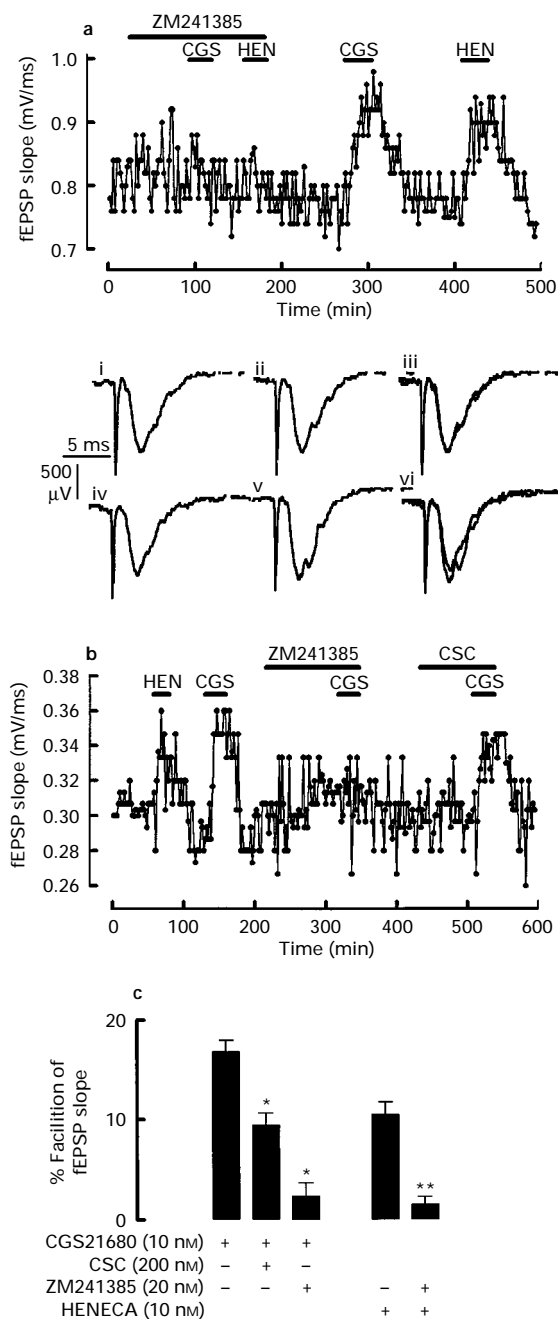 ZM241385
a
CGS HEN CGS HEN
1.0
0.9
0.8
0.7
fEPSP slope (mV/ms)
0 100 200 300 400 500
Time (min)
i ii iii
5 ms
500
µV
iv v vi
b
ZM241385 CSC
HEN CGS CGS CGS
0.38
0.36
0.34
0.32
0.30
0.28
0.26
fEPSP slope (mV/ms)
0 100 200 300 400 500 600
Time (min)
c
20
10
0
% Facilition of
fEPSP slope
* * **
CGS21680 (10 nM) + + +
CSC (200 nM) – + –
ZM241385 (20 nM) – – + – +
HENECA (10 nM) + +